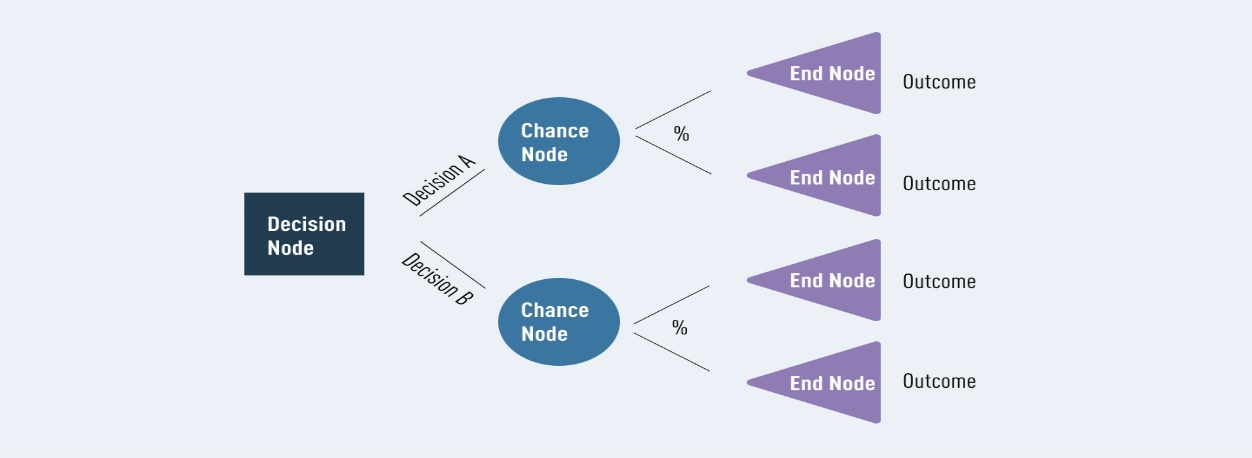 Decision
Node
Decision A
Decision B
Chance
Node
%
Chance
Node
%
End Node
Outcome
End Node
Outcome
End Node
Outcome
End Node
Outcome